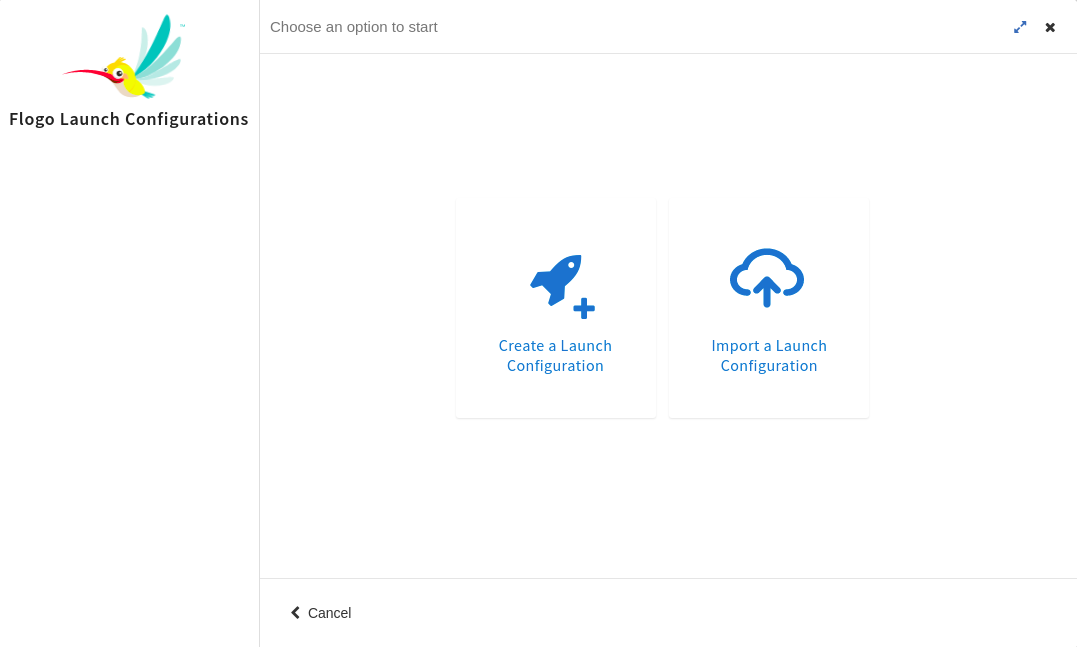 Choose an option to start
™
Flogo Launch Configurations
Create a Launch
Configuration
Import a Launch
Configuration
Cancel